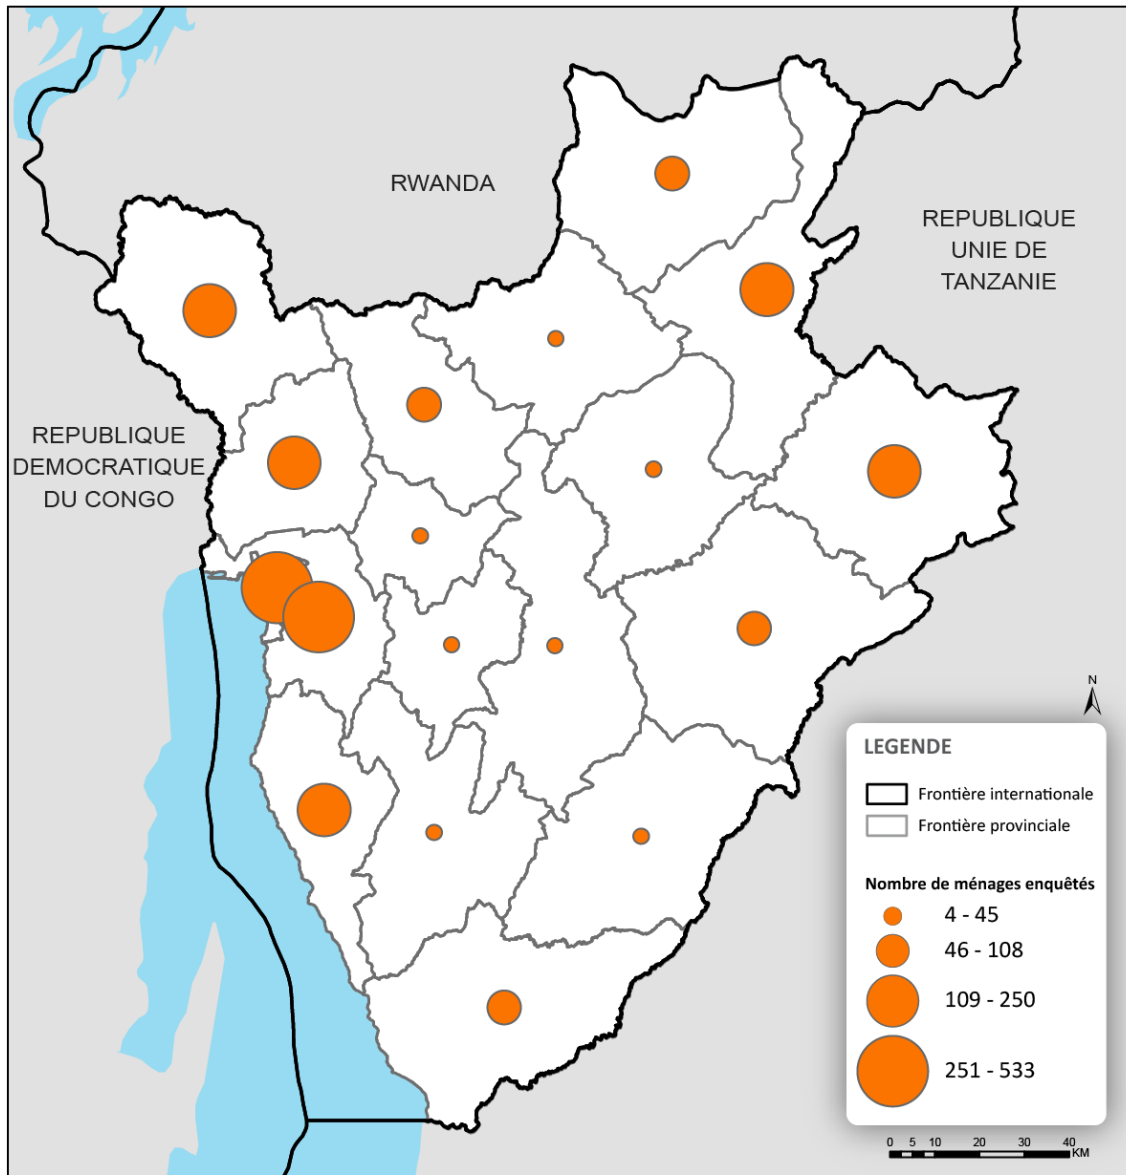 RWANDA
REPUBLIQUE
UNIE DE
TANZANIE
REPUBLIQUE
DEMOCRATIQUE
DU CONGO
N
LEGENDE
Frontière internationale
Frontière provinciale
Nombre de ménages enquêtés
4 - 45
46 - 108
109 - 250
251 - 533
0 5 10 20 30 40
KM